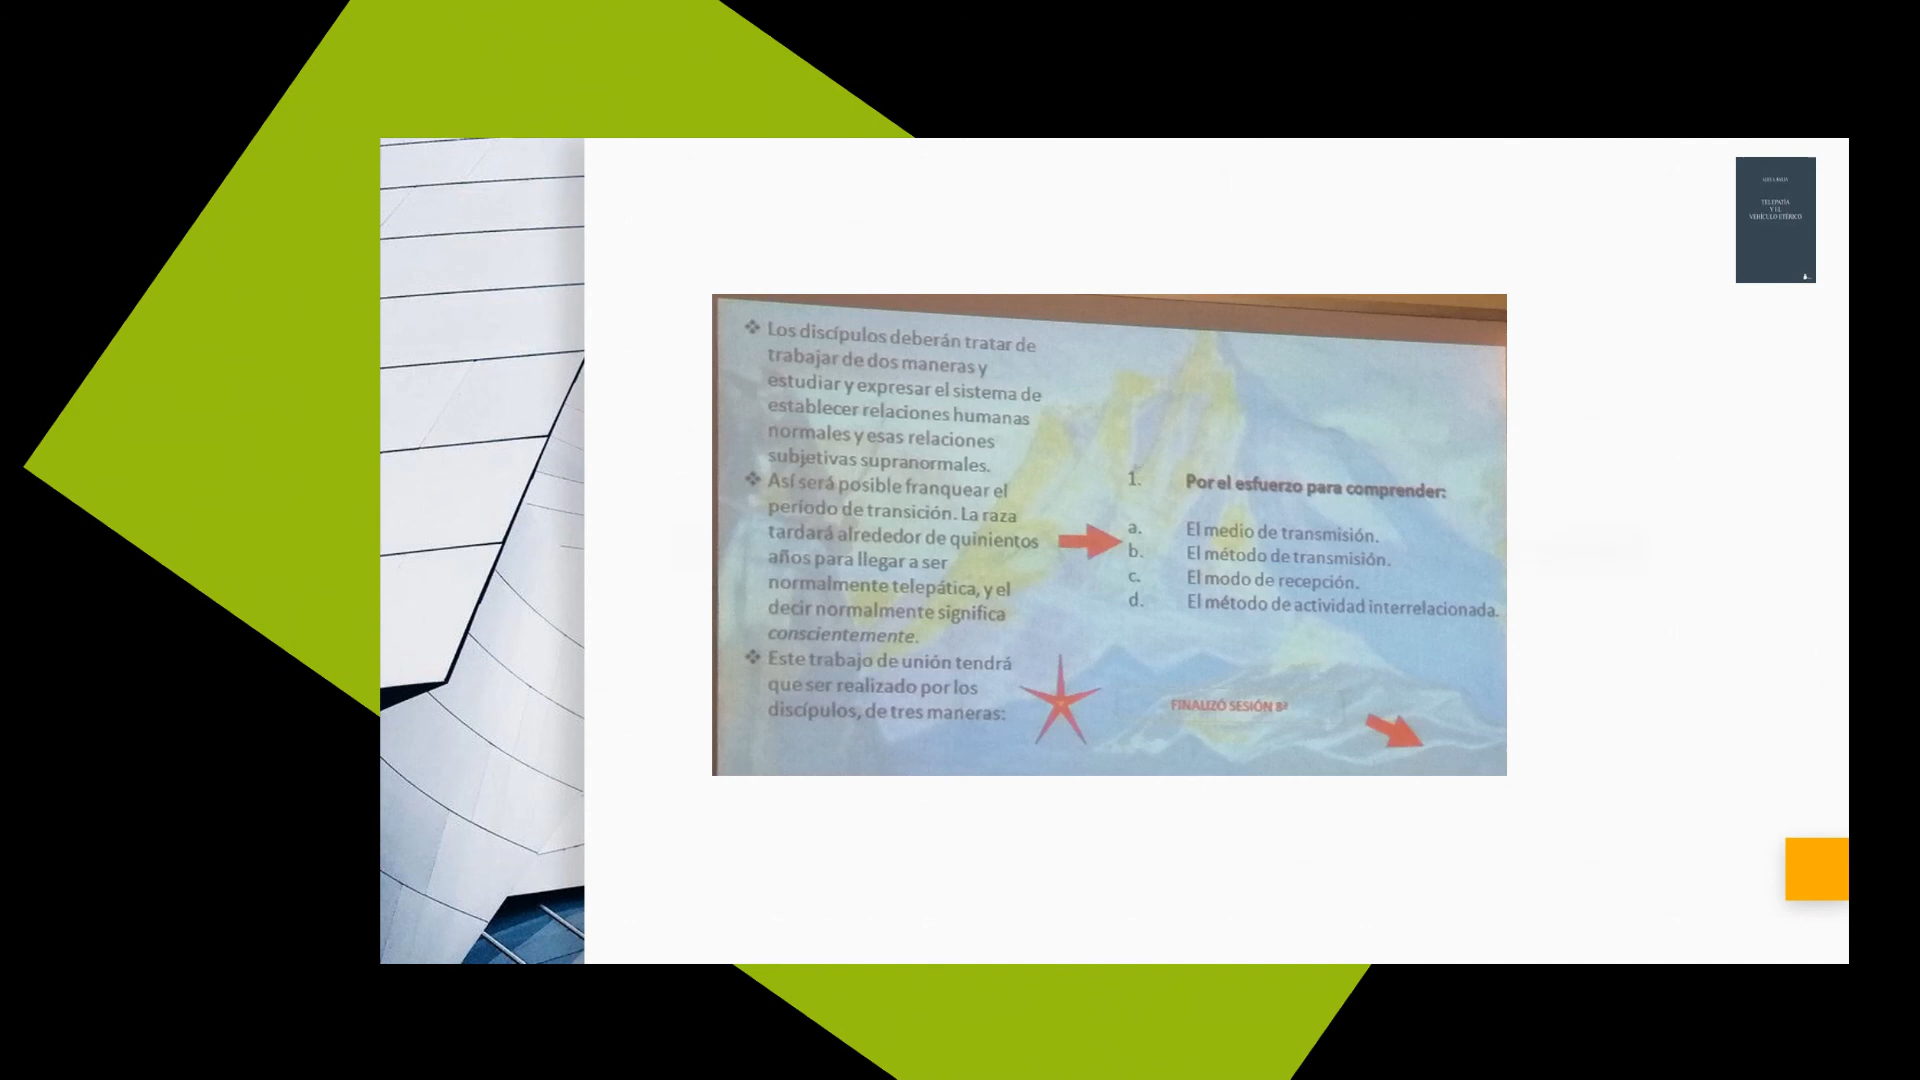 TELEPATÍA
Y EL
VEHÍCULO ETÉRICO
❖ Los discípulos deberán tratar de
trabajar de dos maneras y
estudiar y expresar el sistema de
establecer relaciones humanas
normales y esas relaciones
subjetivas supranormales.
❖ Así será posible franquear el
período de transición. La raza
tardará alrededor de quinientos
años para llegar a ser
normalmente telepática, y el
decir normalmente significa
conscientemente.
❖ Este trabajo de unión tendrá
que ser realizado por los
discípulos, de tres maneras:
1. Por el esfuerzo para comprender:
a. El medio de transmisión.
b. El método de transmisión.
c. El modo de recepción.
d. El método de actividad interrelacionada.
FINALIZÓ SESIÓN 8ª